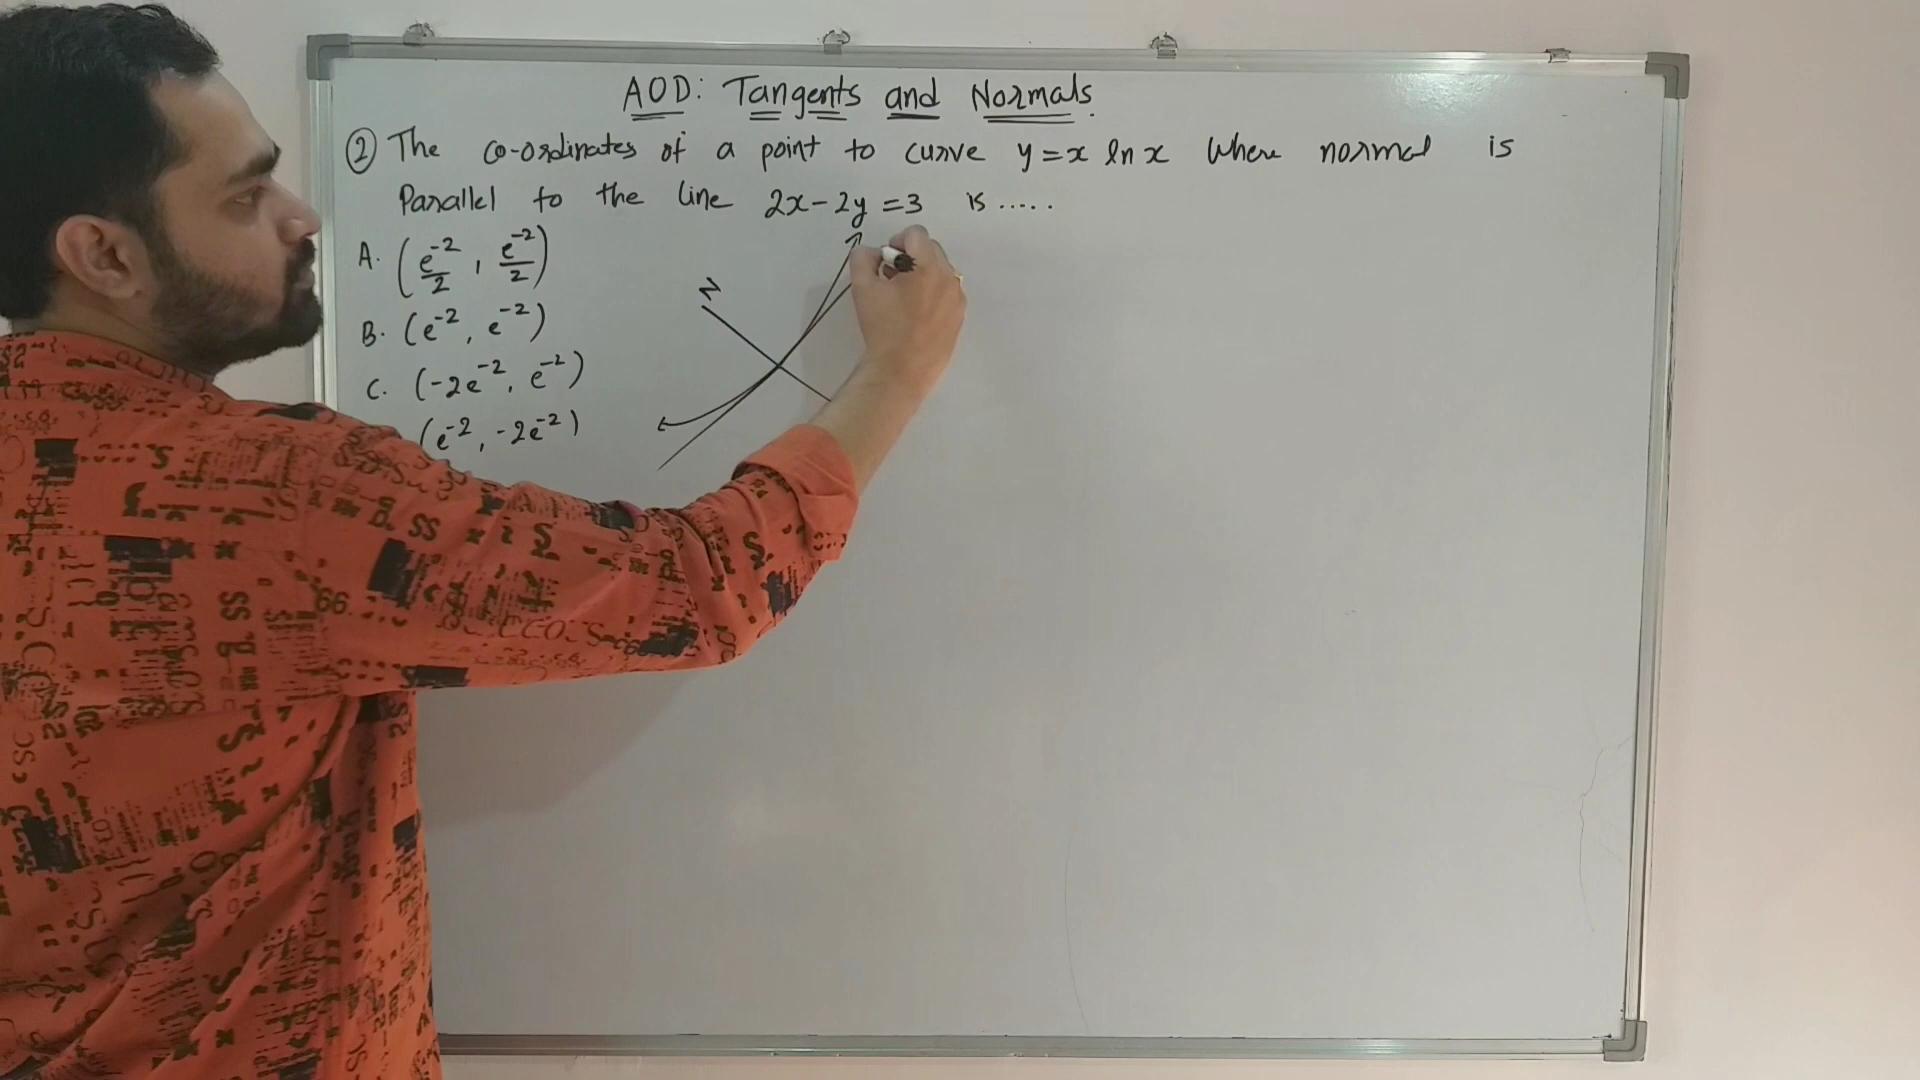 AOD: Tangents and Normals.
② The co-ordinates of a point to curve y = x ln x Where normal is
Parallel to the line 2x - 2y = 3 is .....
A. (e⁻²/2, e⁻²/2)
B. (e⁻², e⁻²)
C. (-2e⁻², e⁻²)
(e⁻², -2e⁻²)
N